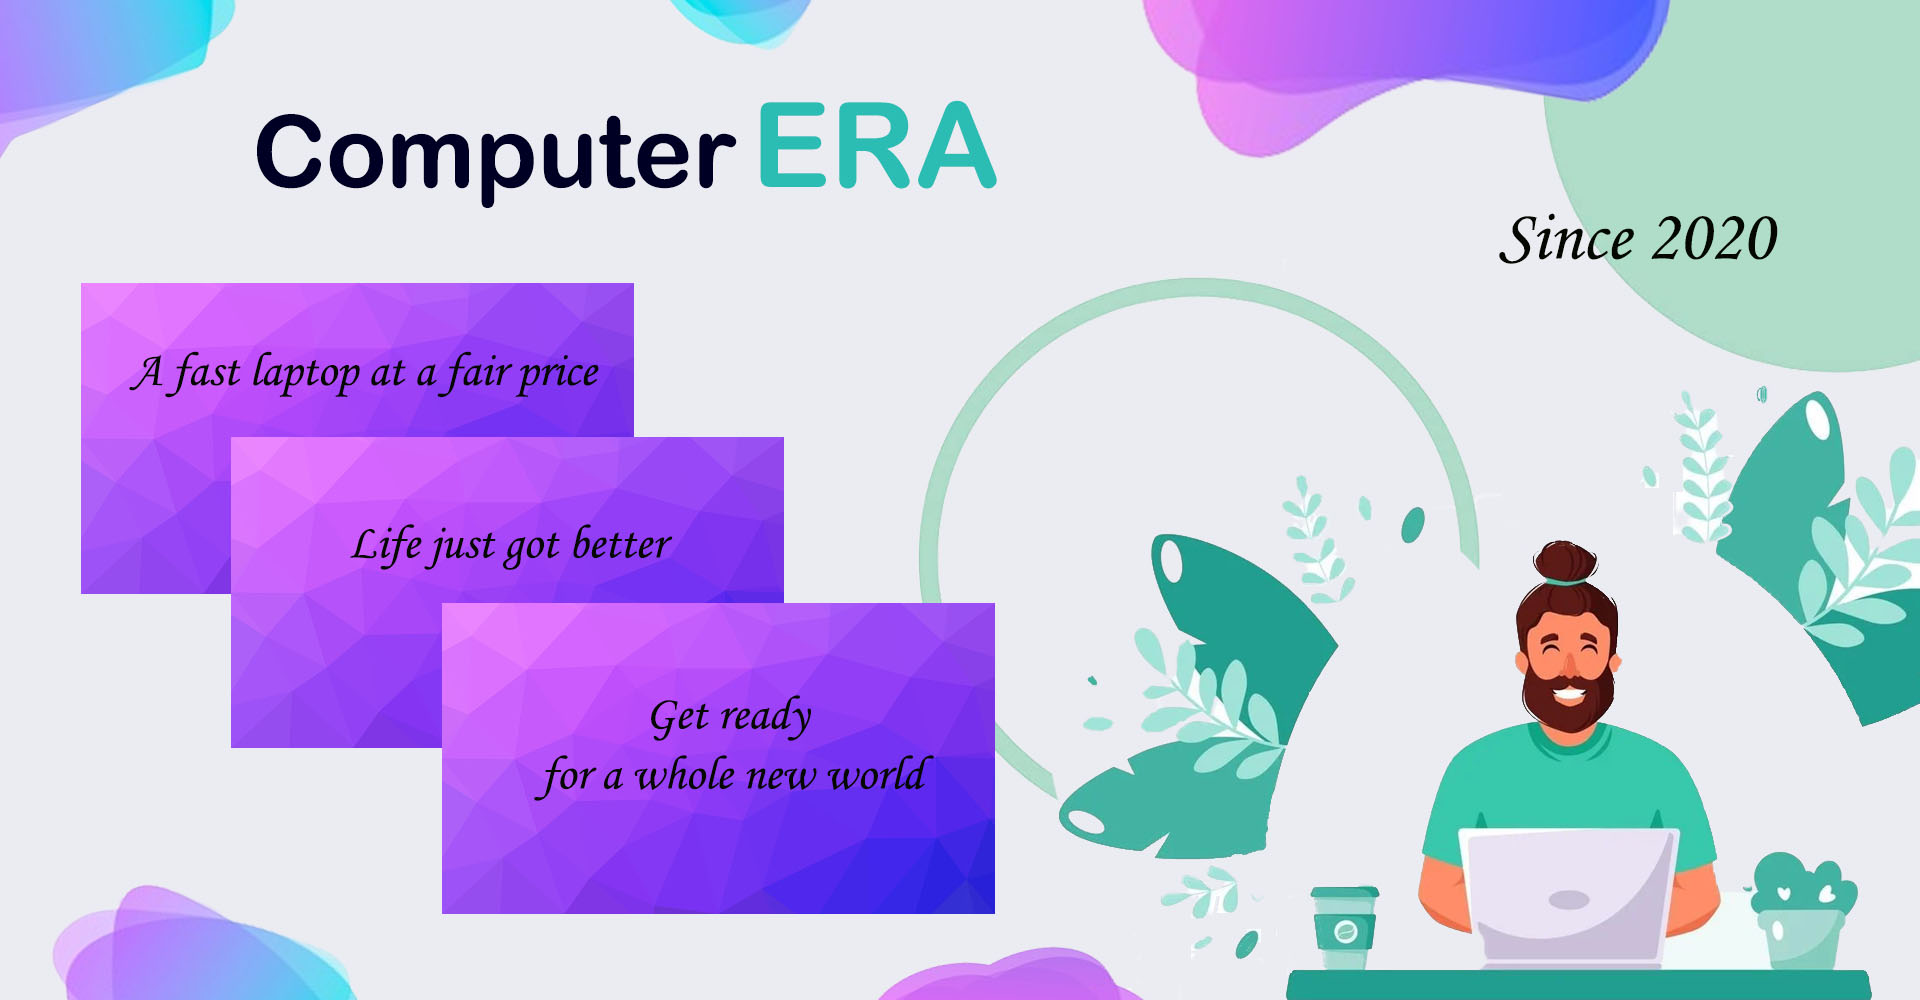 Computer ERA
Since 2020
A fast laptop at a fair price
Life just got better
Get ready
for a whole new world